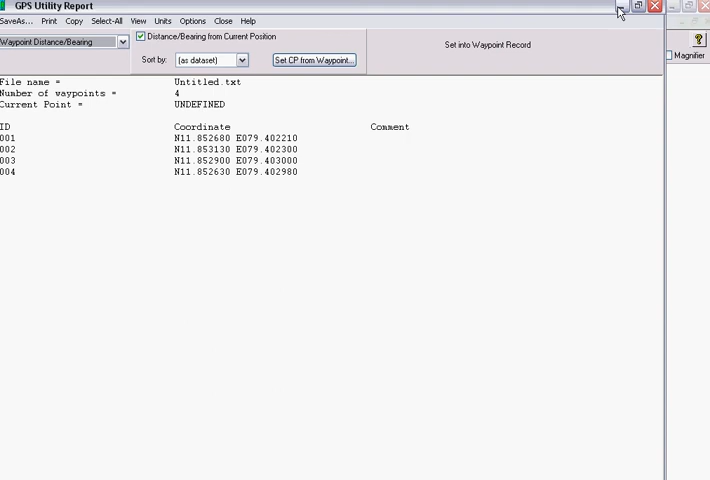 GPS Utility Report
SaveAs... Print Copy Select-All View Units Options Close Help
Waypoint Distance/Bearing
Distance/Bearing from Current Position
Sort by: (as dataset) Set CP from Waypoint...
Set into Waypoint Record
Magnifier
File name = Untitled.txt
Number of waypoints = 4
Current Point = UNDEFINED
ID Coordinate Comment
001 N11.852680 E079.402210
002 N11.853130 E079.402300
003 N11.852900 E079.403000
004 N11.852630 E079.402980